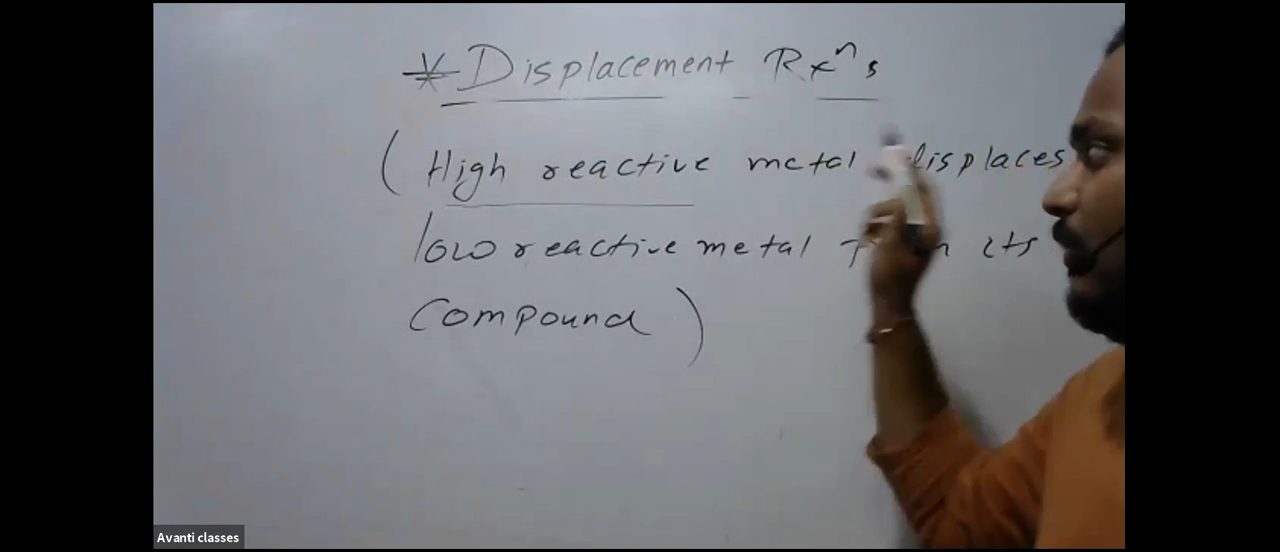 * Displacement Rxⁿs
(High reactive metal displaces
low reactive metal its
Compound)
Avanti classes